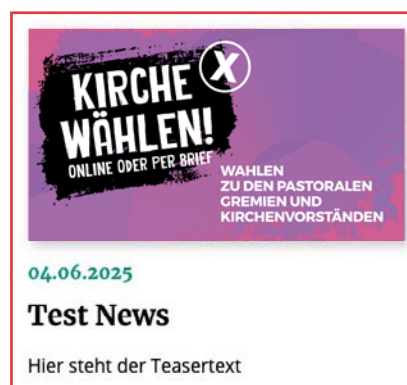 KIRCHE X
WÄHLEN!
ONLINE ODER PER BRIEF
WAHLEN
ZU DEN PASTORALEN
GREMIEN UND
KIRCHENVORSTÄNDEN
04.06.2025
Test News
Hier steht der Teasertext